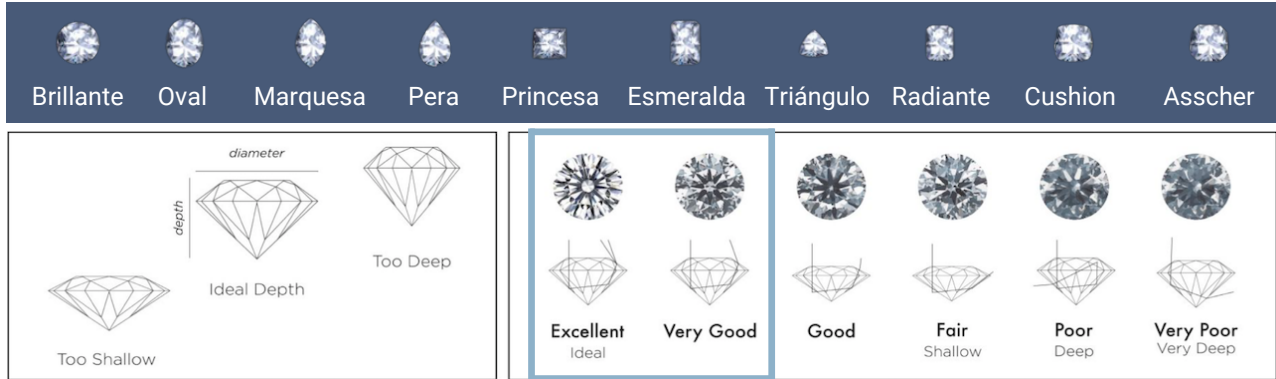 Brillante Oval Marquesa Pera Princesa Esmeralda Triángulo Radiante Cushion Asscher
diameter
depth
Too Deep
Ideal Depth
Too Shallow
Excellent Very Good Good Fair Poor Very Poor
Ideal Shallow Deep Very Deep